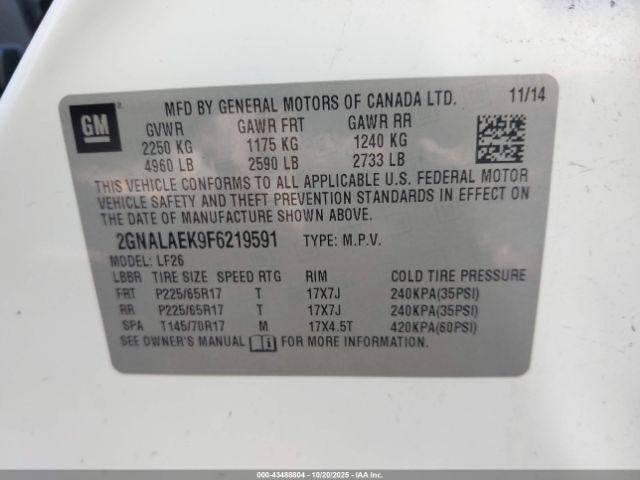 GM
MFD BY GENERAL MOTORS OF CANADA LTD. 11/14
GVWR GAWR FRT GAWR RR
2250 KG 1175 KG 1240 KG
4960 LB 2590 LB 2733 LB
THIS VEHICLE CONFORMS TO ALL APPLICABLE U.S. FEDERAL MOTOR
VEHICLE SAFETY AND THEFT PREVENTION STANDARDS IN EFFECT ON
THE DATE OF MANUFACTURE SHOWN ABOVE.
2GNALAEK9F6219591 TYPE: M.P.V.
MODEL: LF26
LBBR TIRE SIZE SPEED RTG RIM COLD TIRE PRESSURE
FRT P225/65R17 T 17X7J 240KPA(35PSI)
RR P225/65R17 T 17X7J 240KPA(35PSI)
SPA T145/70R17 M 17X4.5T 420KPA(60PSI)
SEE OWNER'S MANUAL i FOR MORE INFORMATION.
000-43488804 | 10/20/2025 - IAAI.COM